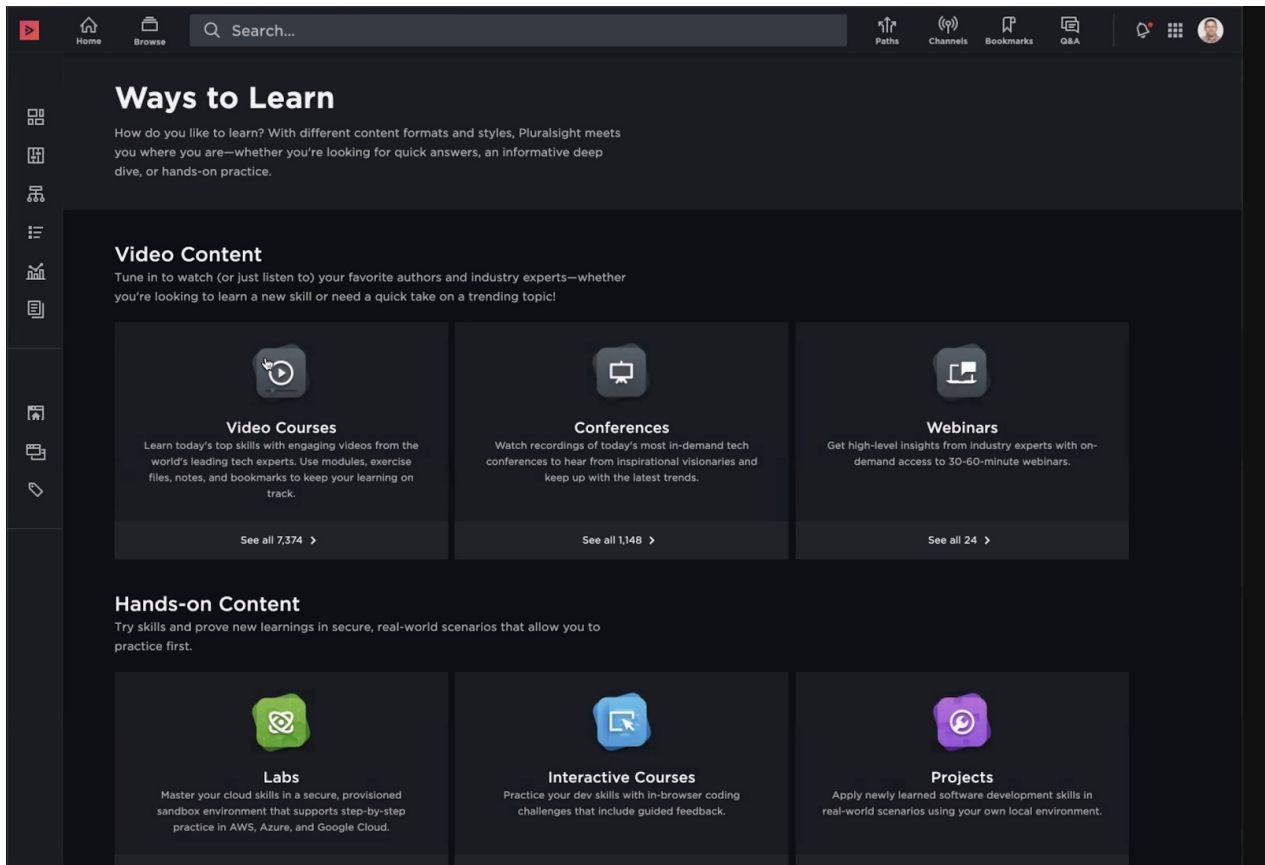 Home
Browse
Search...
Paths
Channels
Bookmarks
Q&A
Ways to Learn
How do you like to learn? With different content formats and styles, Pluralsight meets
you where you are—whether you're looking for quick answers, an informative deep
dive, or hands-on practice.
Video Content
Tune in to watch (or just listen to) your favorite authors and industry experts—whether
you're looking to learn a new skill or need a quick take on a trending topic!
Video Courses
Learn today's top skills with engaging videos from the
world's leading tech experts. Use modules, exercise
files, notes, and bookmarks to keep your learning on
track.
See all 7,374
Conferences
Watch recordings of today's most in-demand tech
conferences to hear from inspirational visionaries and
keep up with the latest trends.
See all 1,148
Webinars
Get high-level insights from industry experts with on-
demand access to 30-60-minute webinars.
See all 24
Hands-on Content
Try skills and prove new learnings in secure, real-world scenarios that allow you to
practice first.
Labs
Master your cloud skills in a secure, provisioned
sandbox environment that supports step-by-step
practice in AWS, Azure, and Google Cloud.
Interactive Courses
Practice your dev skills with in-browser coding
challenges that include guided feedback.
Projects
Apply newly learned software development skills in
real-world scenarios using your own local environment.